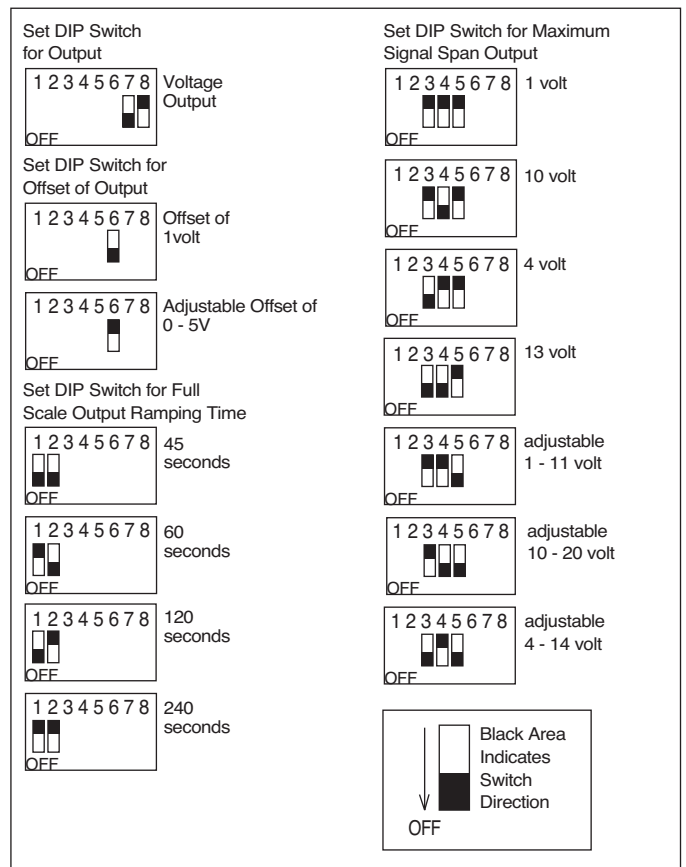 Set DIP Switch
for Output
1 2 3 4 5 6 7 8
Voltage
Output
OFF
Set DIP Switch for
Offset of Output
1 2 3 4 5 6 7 8
Offset of
1volt
OFF
1 2 3 4 5 6 7 8
Adjustable Offset of
0 - 5V
OFF
Set DIP Switch for Full
Scale Output Ramping Time
1 2 3 4 5 6 7 8
45
seconds
OFF
1 2 3 4 5 6 7 8
60
seconds
OFF
1 2 3 4 5 6 7 8
120
seconds
OFF
1 2 3 4 5 6 7 8
240
seconds
OFF
Set DIP Switch for Maximum
Signal Span Output
1 2 3 4 5 6 7 8
1 volt
OFF
1 2 3 4 5 6 7 8
10 volt
OFF
1 2 3 4 5 6 7 8
4 volt
OFF
1 2 3 4 5 6 7 8
13 volt
OFF
1 2 3 4 5 6 7 8
adjustable
1 - 11 volt
OFF
1 2 3 4 5 6 7 8
adjustable
10 - 20 volt
OFF
1 2 3 4 5 6 7 8
adjustable
4 - 14 volt
OFF
Black Area
Indicates
Switch
Direction
OFF